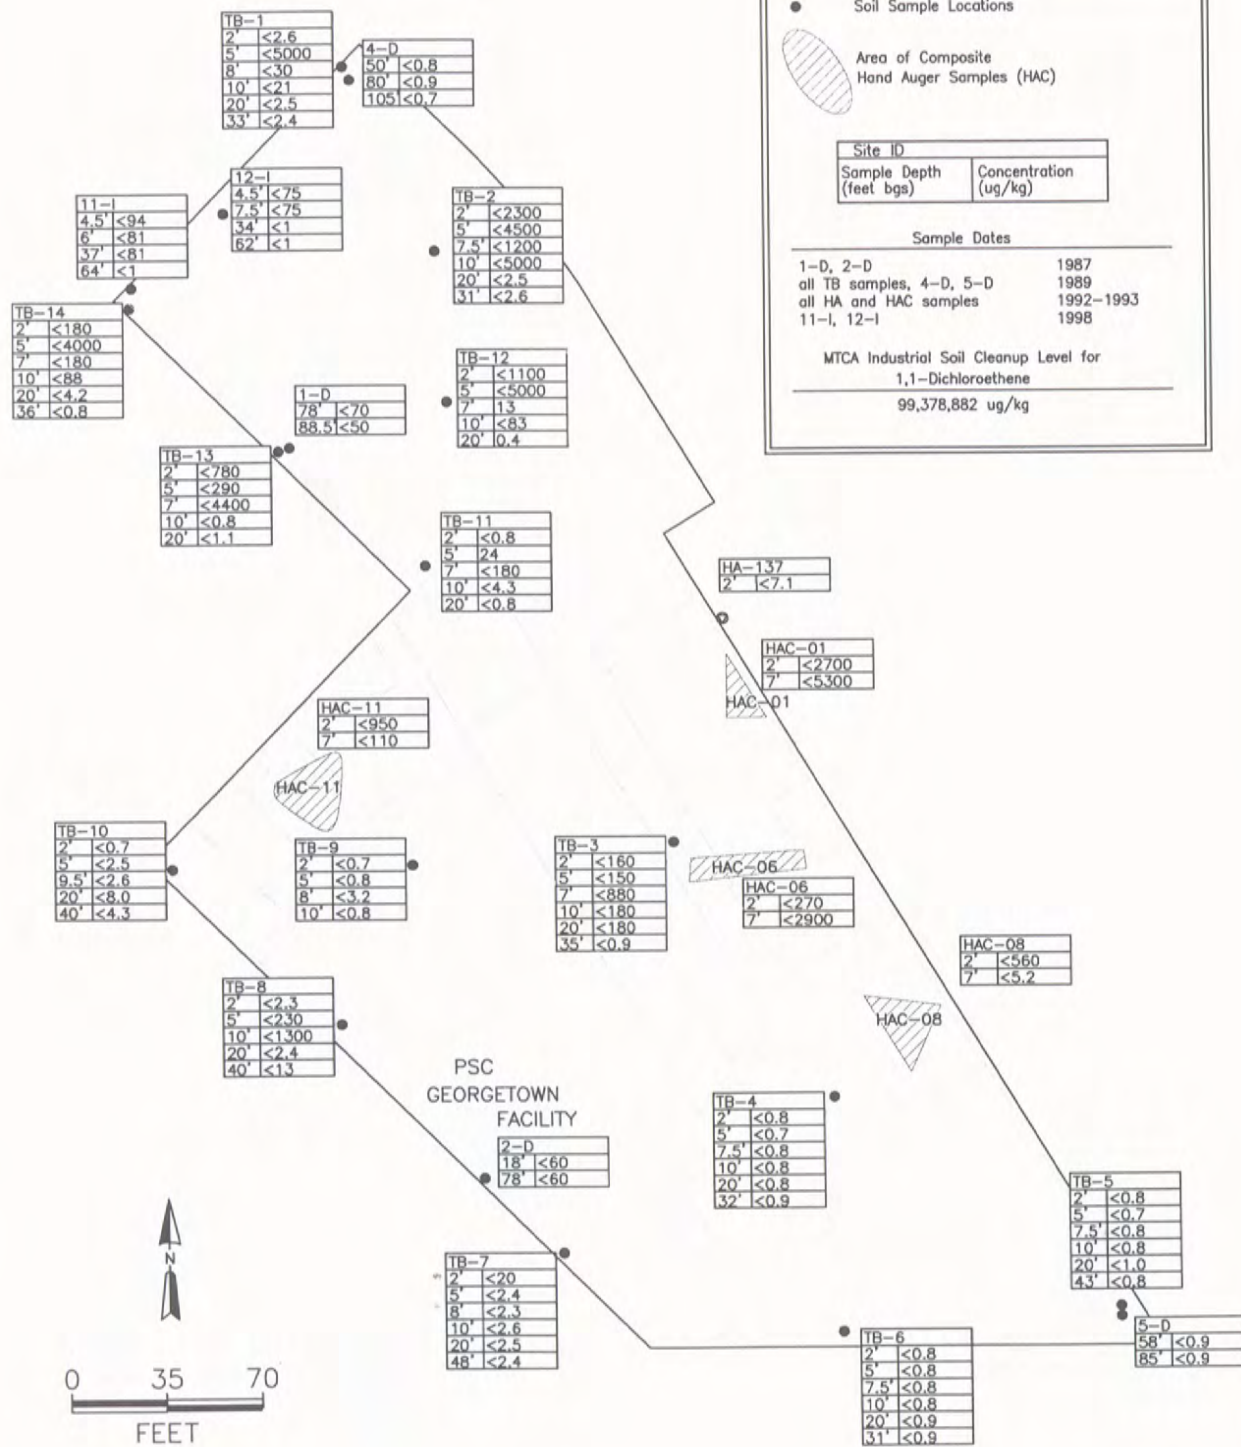 Soil Sample Locations
Area of Composite
Hand Auger Samples (HAC)
Site ID
Sample Depth (feet bgs) Concentration (ug/kg)
Sample Dates
1-D, 2-D 1987
all TB samples, 4-D, 5-D 1989
all HA and HAC samples 1992-1993
11-I, 12-I 1998
MTCA Industrial Soil Cleanup Level for
1,1-Dichloroethene
99,378,882 ug/kg
TB-1
2' <2.6
5' <5000
8' <30
10' <21
20' <2.5
33' <2.4
4-D
50' <0.8
80' <0.9
105' <0.7
12-I
4.5' <75
7.5' <75
34' <1
62' <1
11-I
4.5' <94
6' <81
37' <81
64' <1
TB-2
2' <2300
5' <4500
7.5' <1200
10' <5000
20' <2.5
31' <2.6
TB-14
2' <180
5' <4000
7' <180
10' <88
20' <4.2
36' <0.8
TB-12
2' <1100
5' <5000
7' 13
10' <83
20' 0.4
1-D
78' <70
88.5' <50
TB-13
2' <780
5' <290
7' <4400
10' <0.8
20' <1.1
TB-11
2' <0.8
5' 24
7' <180
10' <4.3
20' <0.8
HA-137
2' <7.1
HAC-01
2' <2700
7' <5300
HAC-01
HAC-11
2' <950
7' <110
HAC-11
TB-10
2' <0.7
5' <2.5
9.5' <2.6
20' <8.0
40' <4.3
TB-9
2' <0.7
5' <0.8
8' <3.2
10' <0.8
TB-3
2' <160
5' <150
7' <880
10' <180
20' <180
35' <0.9
HAC-06
HAC-06
2' <270
7' <2900
HAC-08
2' <560
7' <5.2
HAC-08
TB-8
2' <2.3
5' <230
10' <1300
20' <2.4
40' <13
PSC
GEORGETOWN
FACILITY
2-D
18' <60
78' <60
TB-4
2' <0.8
5' <0.7
7.5' <0.8
10' <0.8
20' <0.8
32' <0.9
TB-5
2' <0.8
5' <0.7
7.5' <0.8
10' <0.8
20' <1.0
43' <0.8
TB-7
2' <20
5' <2.4
8' <2.3
10' <2.6
20' <2.5
48' <2.4
5-D
58' <0.9
85' <0.9
TB-6
2' <0.8
5' <0.8
7.5' <0.8
10' <0.8
20' <0.9
31' <0.9
N
0 35 70
FEET